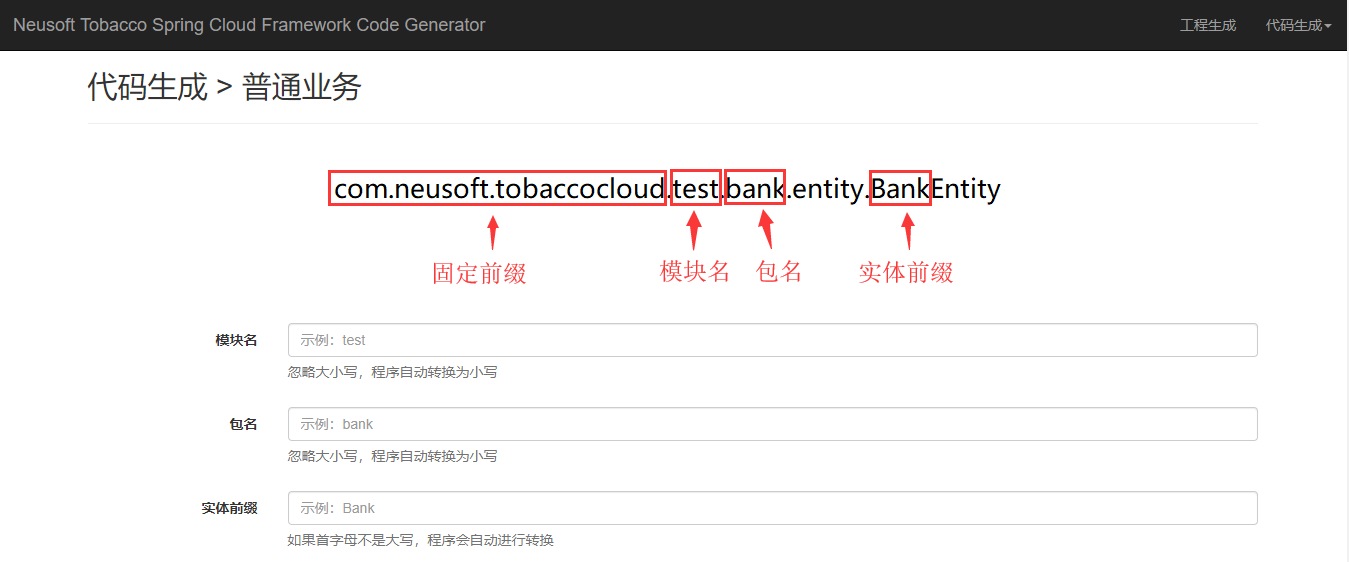 Neusoft Tobacco Spring Cloud Framework Code Generator 工程生成 代码生成
代码生成 > 普通业务
com.neusoft.tobaccocloud.test.bank.entity.BankEntity
固定前缀 模块名 包名 实体前缀
模块名 示例：test
忽略大小写，程序自动转换为小写
包名 示例：bank
忽略大小写，程序自动转换为小写
实体前缀 示例：Bank
如果首字母不是大写，程序会自动进行转换